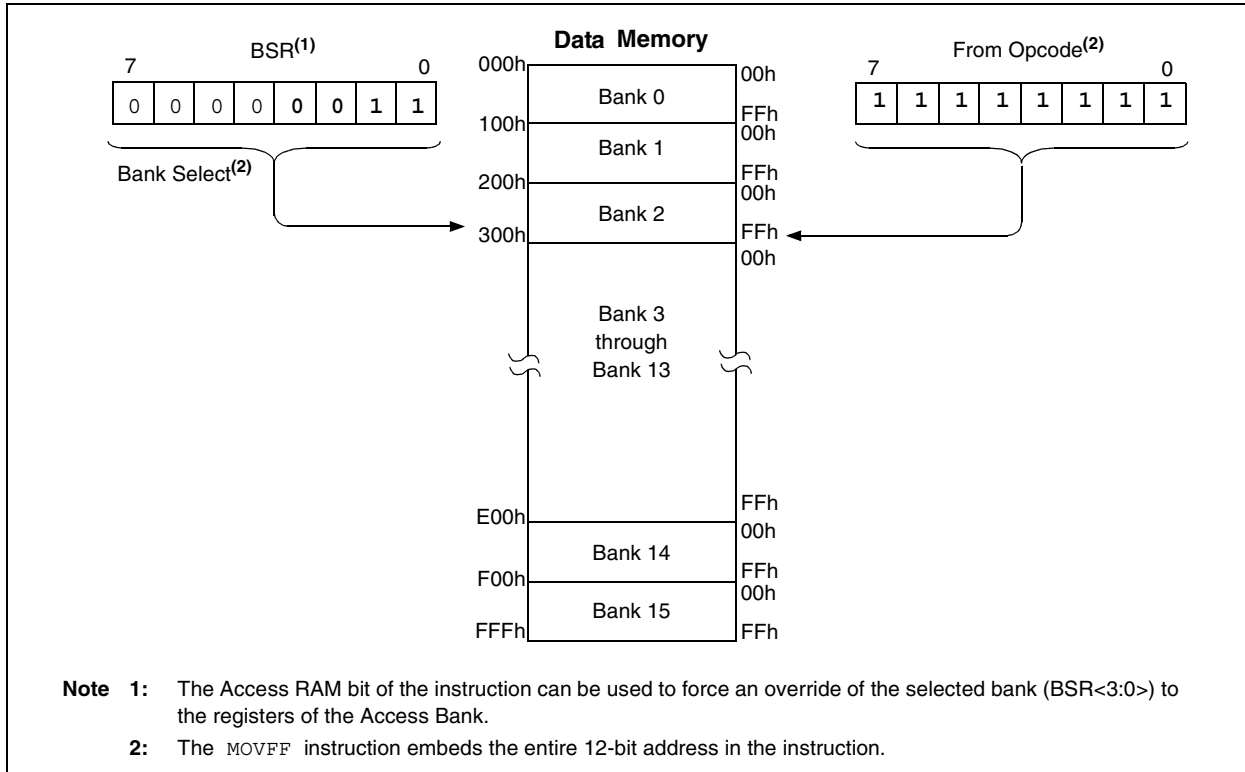 Data Memory
BSR(1)
7 0
0 0 0 0 0 0 1 1
Bank Select(2)
From Opcode(2)
7 0
1 1 1 1 1 1 1 1
000h Bank 0 00h
FFh
100h Bank 1 00h
FFh
200h Bank 2 00h
FFh
300h 00h
Bank 3
through
Bank 13
FFh
E00h Bank 14 00h
FFh
F00h Bank 15 00h
FFFh FFh
Note 1: The Access RAM bit of the instruction can be used to force an override of the selected bank (BSR<3:0>) to
the registers of the Access Bank.
2: The MOVFF instruction embeds the entire 12-bit address in the instruction.